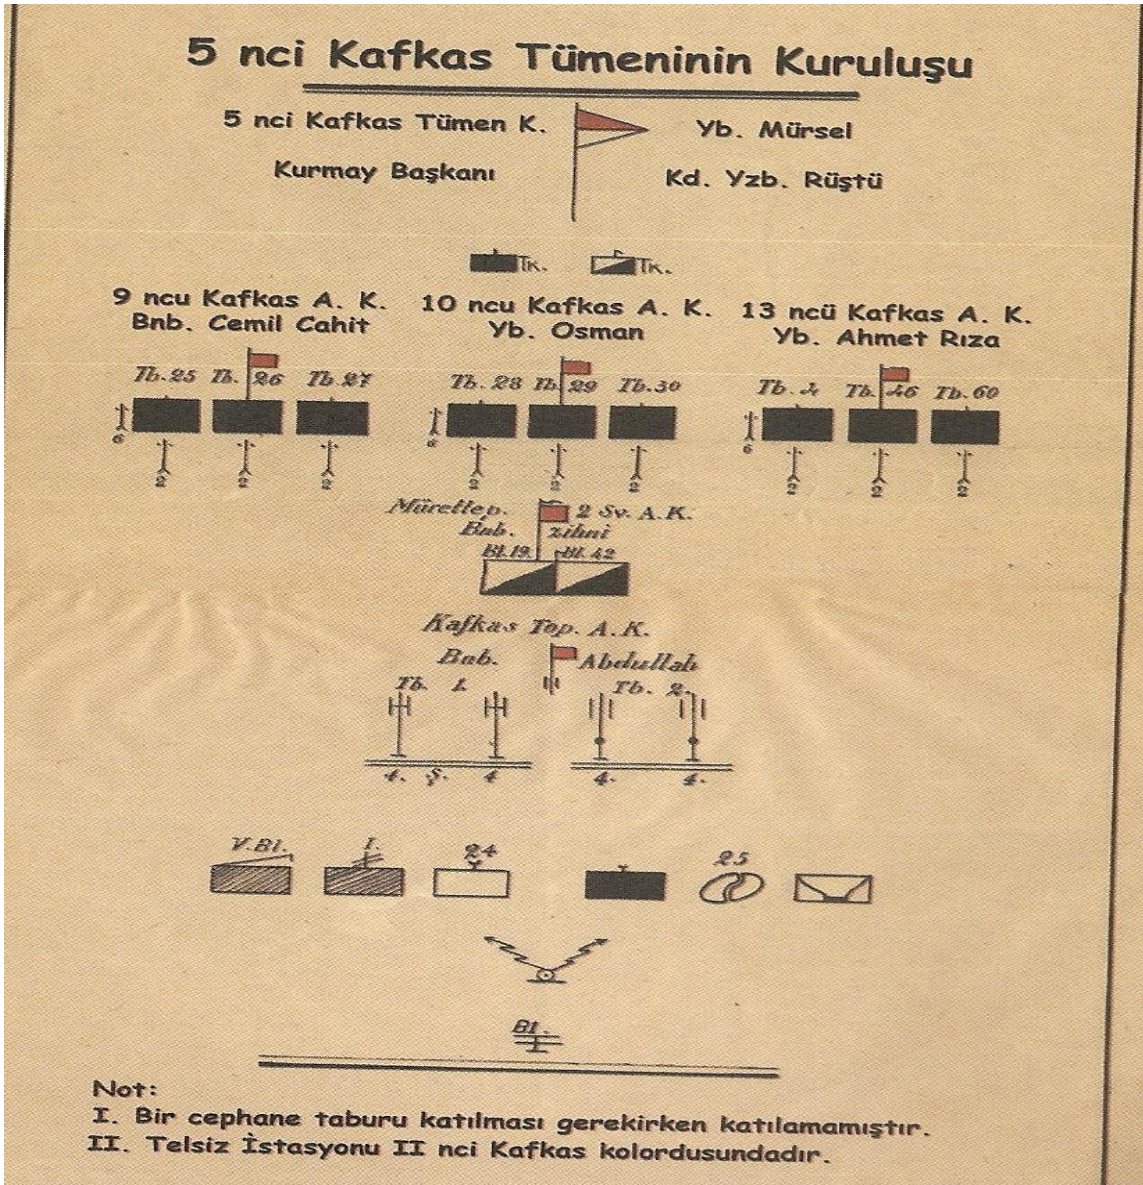 5 nci Kafkas Tümeninin Kuruluşu
5 nci Kafkas Tümen K. Yb. Mürsel
Kurmay Başkanı Kd. Yzb. Rüştü
Tk. Tk.
9 ncu Kafkas A. K. 10 ncu Kafkas A. K. 13 ncü Kafkas A. K.
Bnb. Cemil Cahit Yb. Osman Yb. Ahmet Rıza
Tb. 25 Tb. 26 Tb. 27 Tb. 28 Tb. 29 Tb. 30 Tb. 4 Tb. 46 Tb. 60
6 6 6
2 2 2 2 2 2 2 2 2
Mürettep. 2 Sv. A.K.
Bnb. zihni
Bl. 19. Bl. 42
Kafkas Top. A.K.
Bnb. Abdullah
Tb. 1. Tb. 2.
4. Ş. 4 4. 4.
V.Bl. I. 24 25
Bl.
Not:
I. Bir cephane taburu katılması gerekirken katılamamıştır.
II. Telsiz İstasyonu II nci Kafkas kolordusundadır.